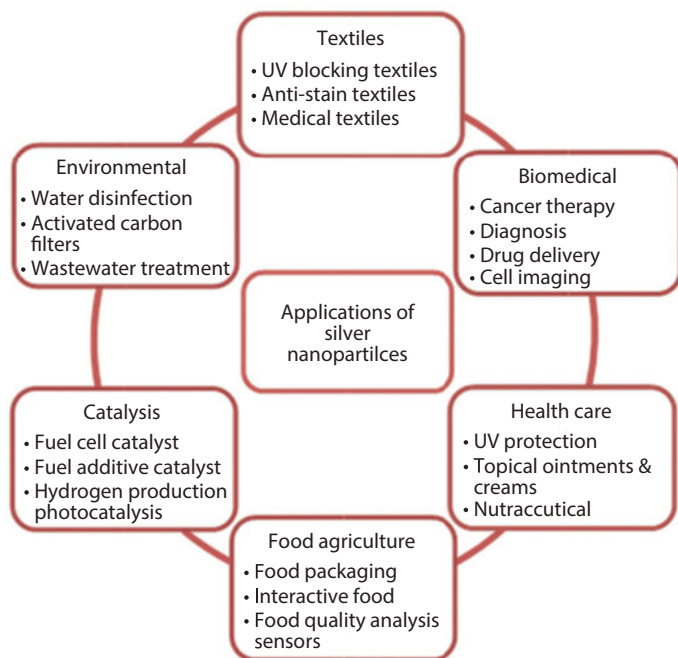 Textiles
• UV blocking textiles
• Anti-stain textiles
• Medical textiles
Environmental
• Water disinfection
• Activated carbon
filters
• Wastewater treatment
Biomedical
• Cancer therapy
• Diagnosis
• Drug delivery
• Cell imaging
Applications of
silver
nanopartilces
Catalysis
• Fuel cell catalyst
• Fuel additive catalyst
• Hydrogen production
photocatalysis
Health care
• UV protection
• Topical ointments &
creams
• Nutraccutical
Food agriculture
• Food packaging
• Interactive food
• Food quality analysis
sensors